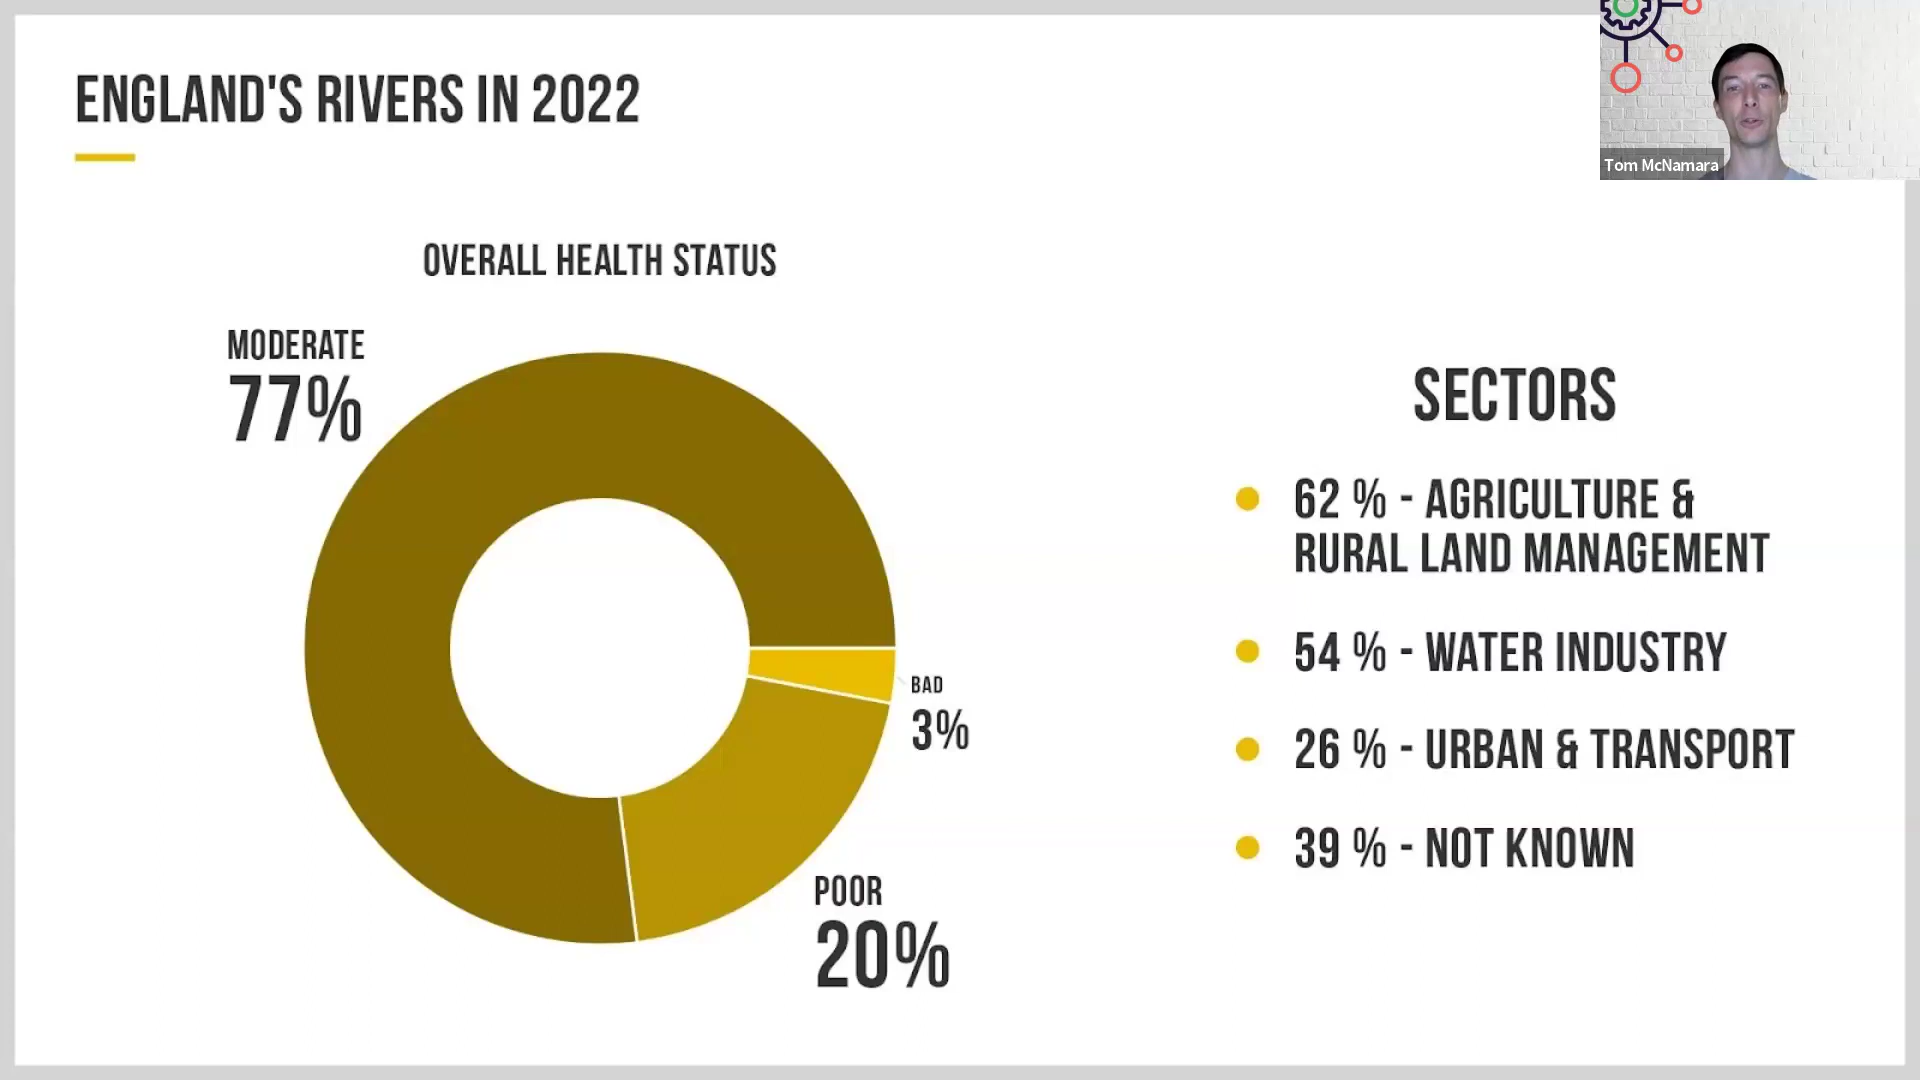 ENGLAND'S RIVERS IN 2022
Tom McNamara
OVERALL HEALTH STATUS
MODERATE
77%
BAD
3%
POOR
20%
SECTORS
62 % - AGRICULTURE &
RURAL LAND MANAGEMENT
54 % - WATER INDUSTRY
26 % - URBAN & TRANSPORT
39 % - NOT KNOWN